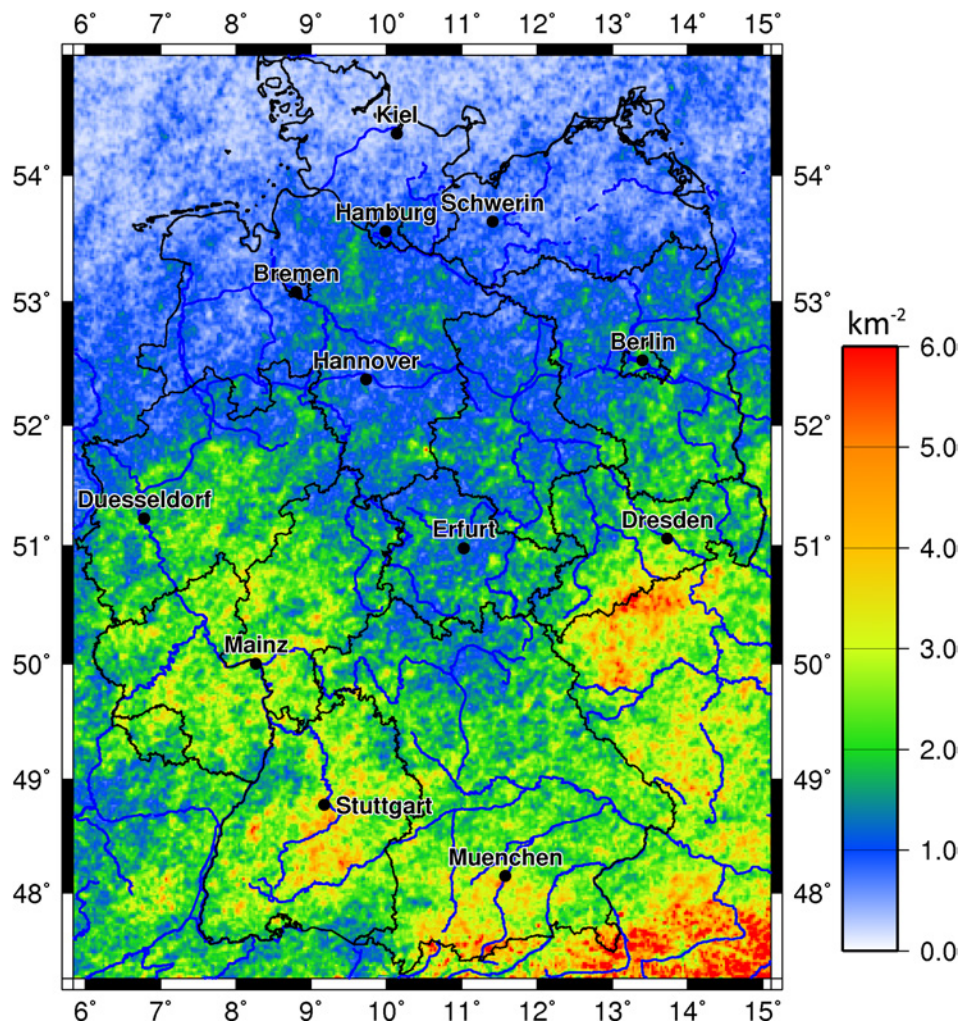 6° 7° 8° 9° 10° 11° 12° 13° 14° 15°
Kiel
54° 54°
Schwerin
Hamburg
Bremen
53° 53°
km-2
Berlin
6.0
Hannover
52° 52°
5.0
Duesseldorf
Dresden
Erfurt
51° 51°
4.0
Mainz
50° 50°
3.0
2.0
49° 49°
Stuttgart
Muenchen
1.0
48° 48°
0.0
6° 7° 8° 9° 10° 11° 12° 13° 14° 15°